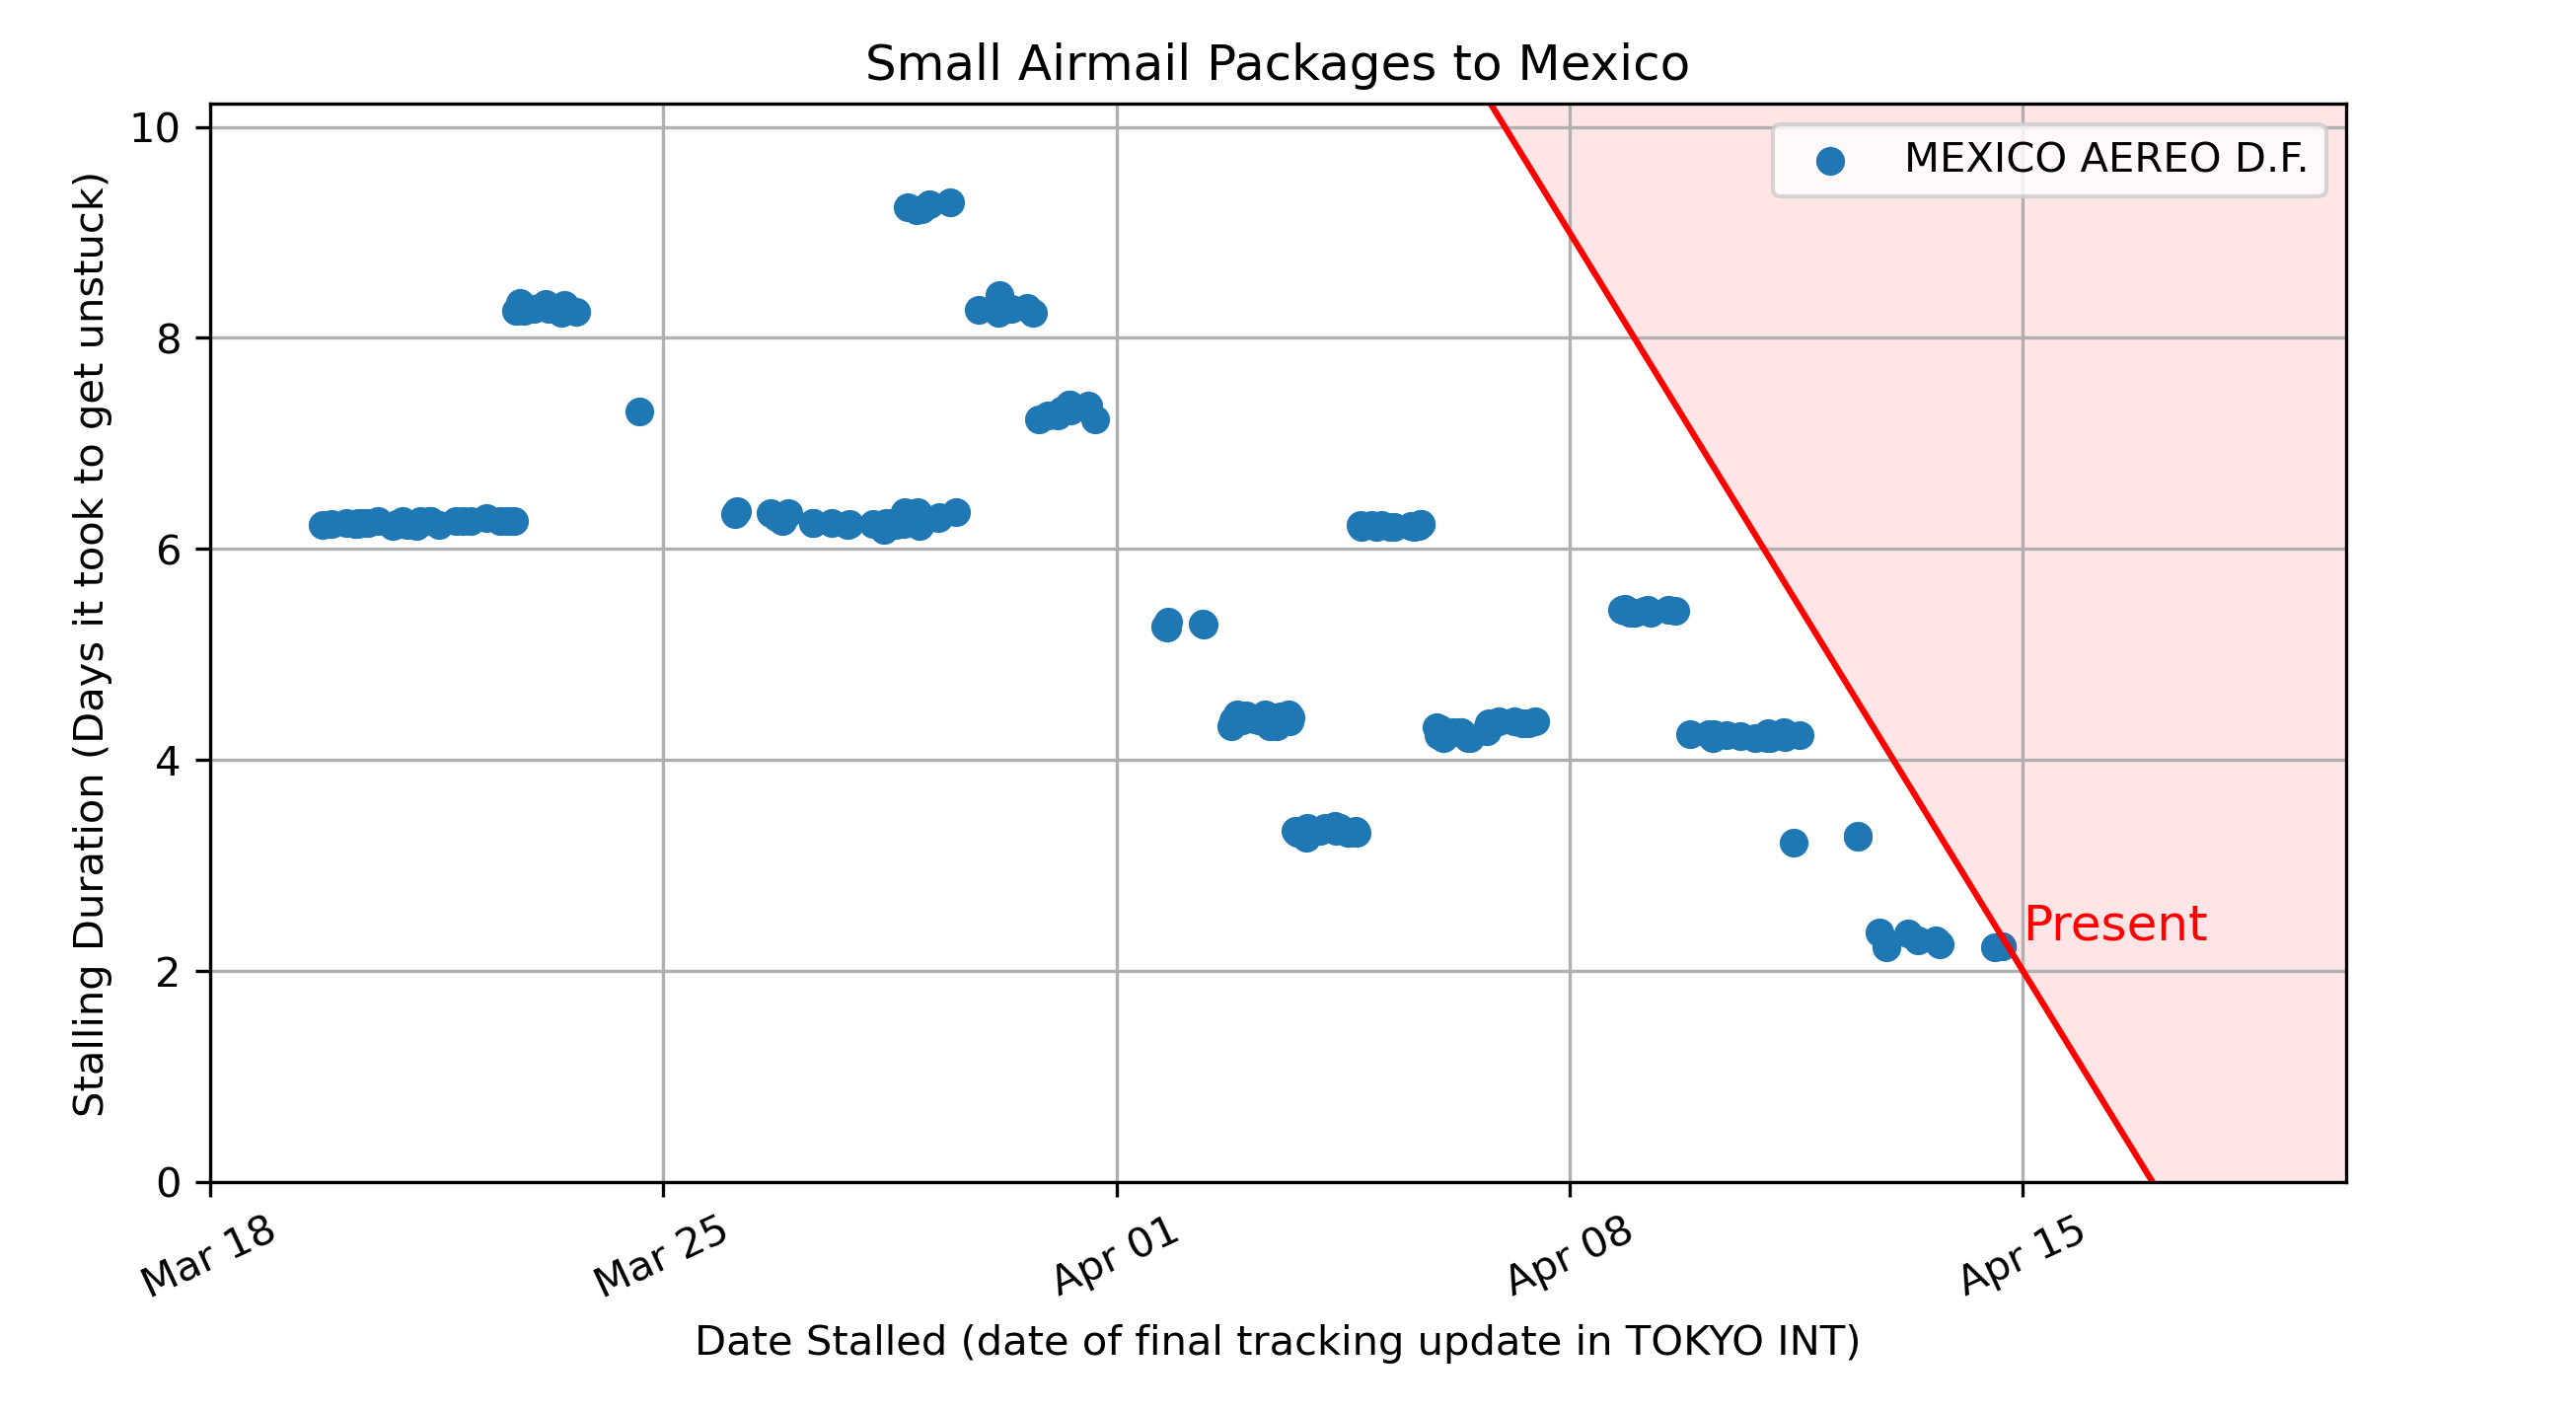 Small Airmail Packages to Mexico
Stalling Duration (Days it took to get unstuck)
10
8
6
4
2
0
MEXICO AEREO D.F.
Present
Mar 18
Mar 25
Apr 01
Apr 08
Apr 15
Date Stalled (date of final tracking update in TOKYO INT)